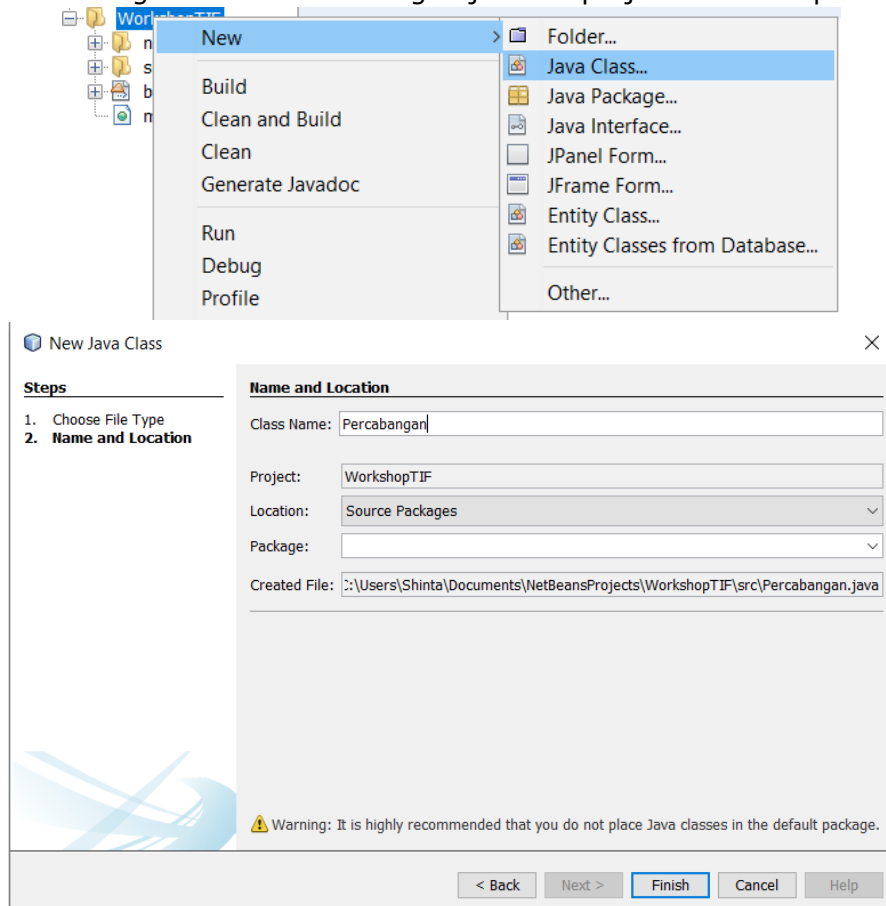 WorkshopTIF
New
Folder...
Java Class...
Build
Java Package...
Clean and Build
Java Interface...
Clean
JPanel Form...
Generate Javadoc
JFrame Form...
Entity Class...
Run
Entity Classes from Database...
Debug
Profile
Other...
New Java Class
Steps
Name and Location
1. Choose File Type
2. Name and Location
Class Name: Percabangan
Project: WorkshopTIF
Location: Source Packages
Package:
Created File: :\Users\Shinta\Documents\NetBeansProjects\WorkshopTIF\src\Percabangan.java
Warning: It is highly recommended that you do not place Java classes in the default package.
< Back Next > Finish Cancel Help